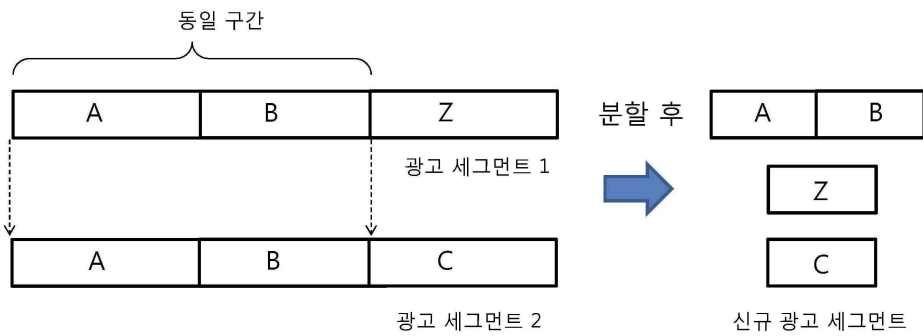 동일 구간
A B Z
광고 세그먼트 1
A B C
광고 세그먼트 2
분할 후
A B
Z
C
신규 광고 세그먼트